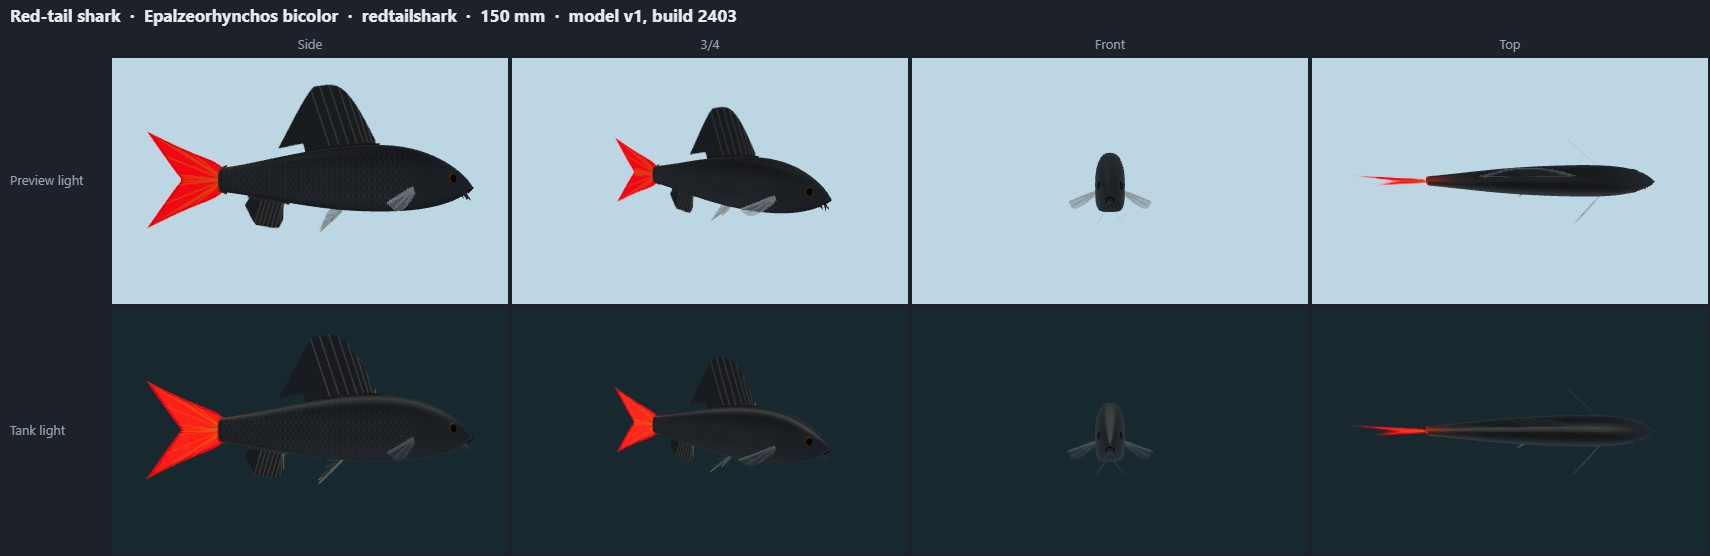 Red-tail shark · Epalzeorhynchos bicolor · redtailshark · 150 mm · model v1, build 2403
Side 3/4 Front Top
Preview light
Tank light